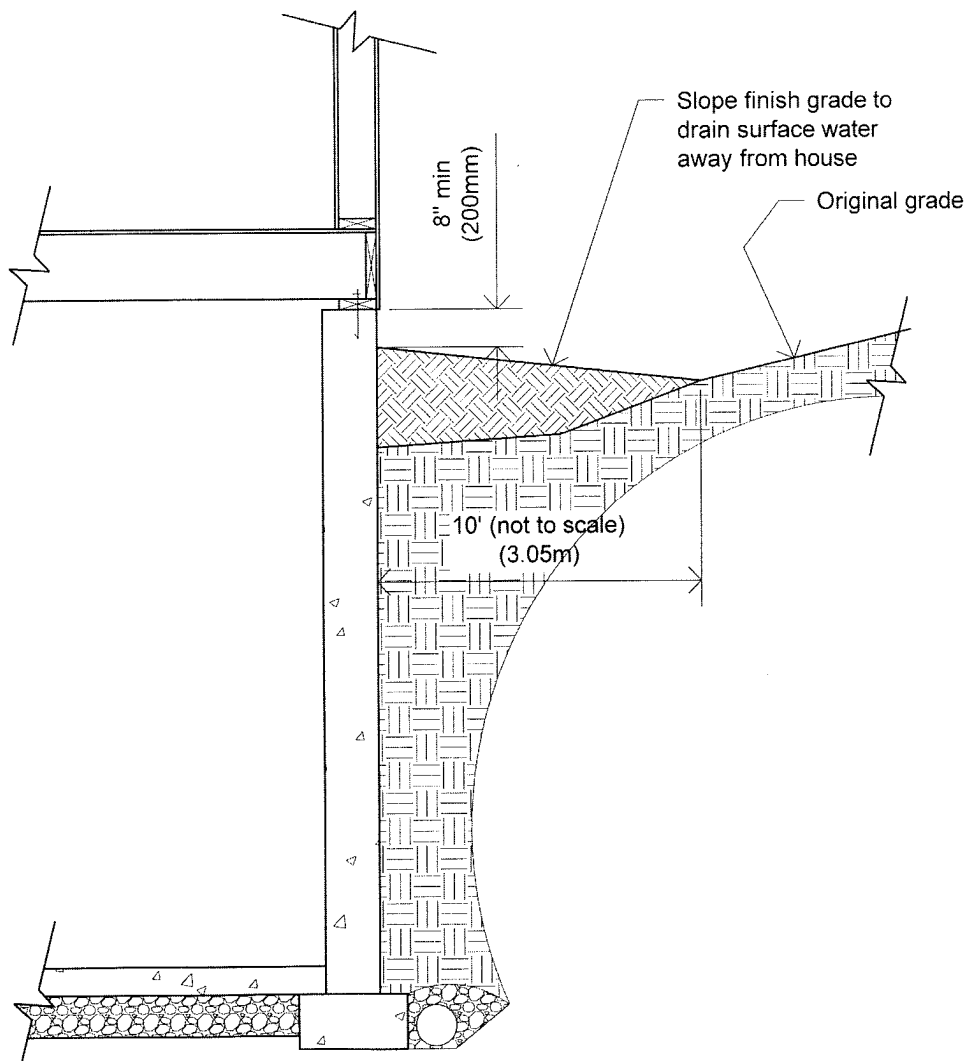 Slope finish grade to
drain surface water
away from house
8" min
(200mm)
Original grade
10' (not to scale)
(3.05m)